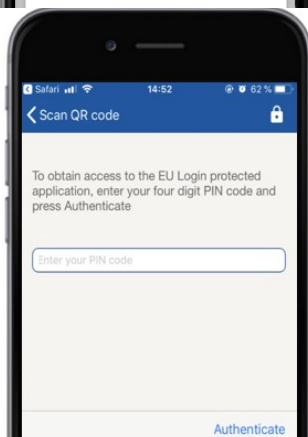 Safari 14:52 62 %
Scan QR code
To obtain access to the EU Login protected
application, enter your four digit PIN code and
press Authenticate
Enter your PIN code
Authenticate